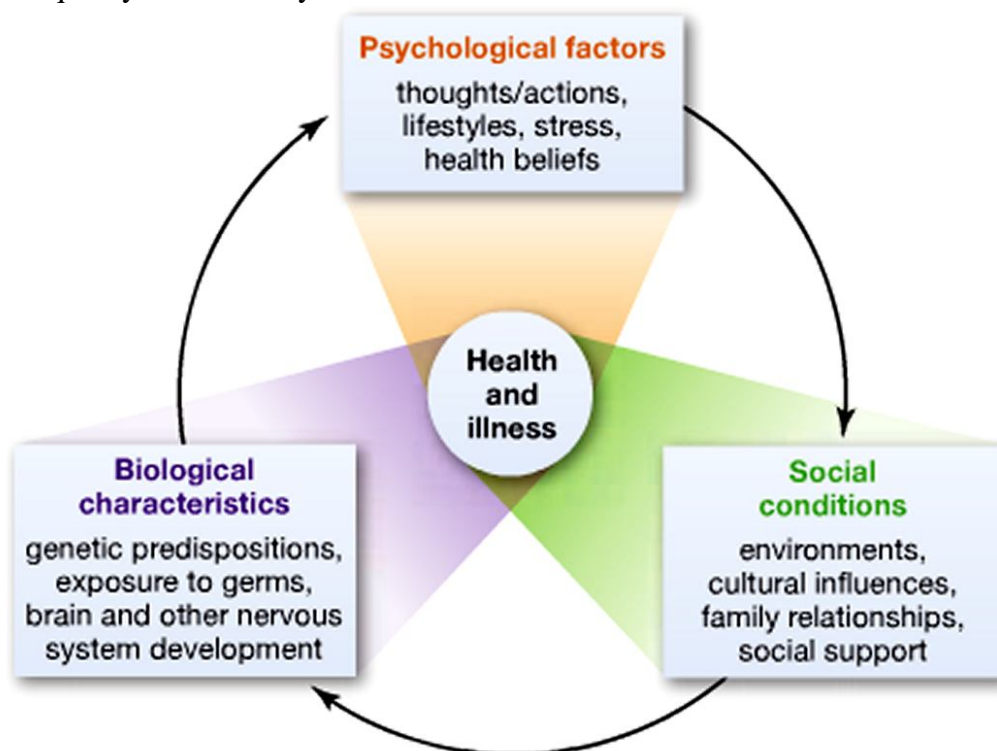 Psychological factors
thoughts/actions,
lifestyles, stress,
health beliefs
Health
and
illness
Biological
characteristics
genetic predispositions,
exposure to germs,
brain and other nervous
system development
Social
conditions
environments,
cultural influences,
family relationships,
social support